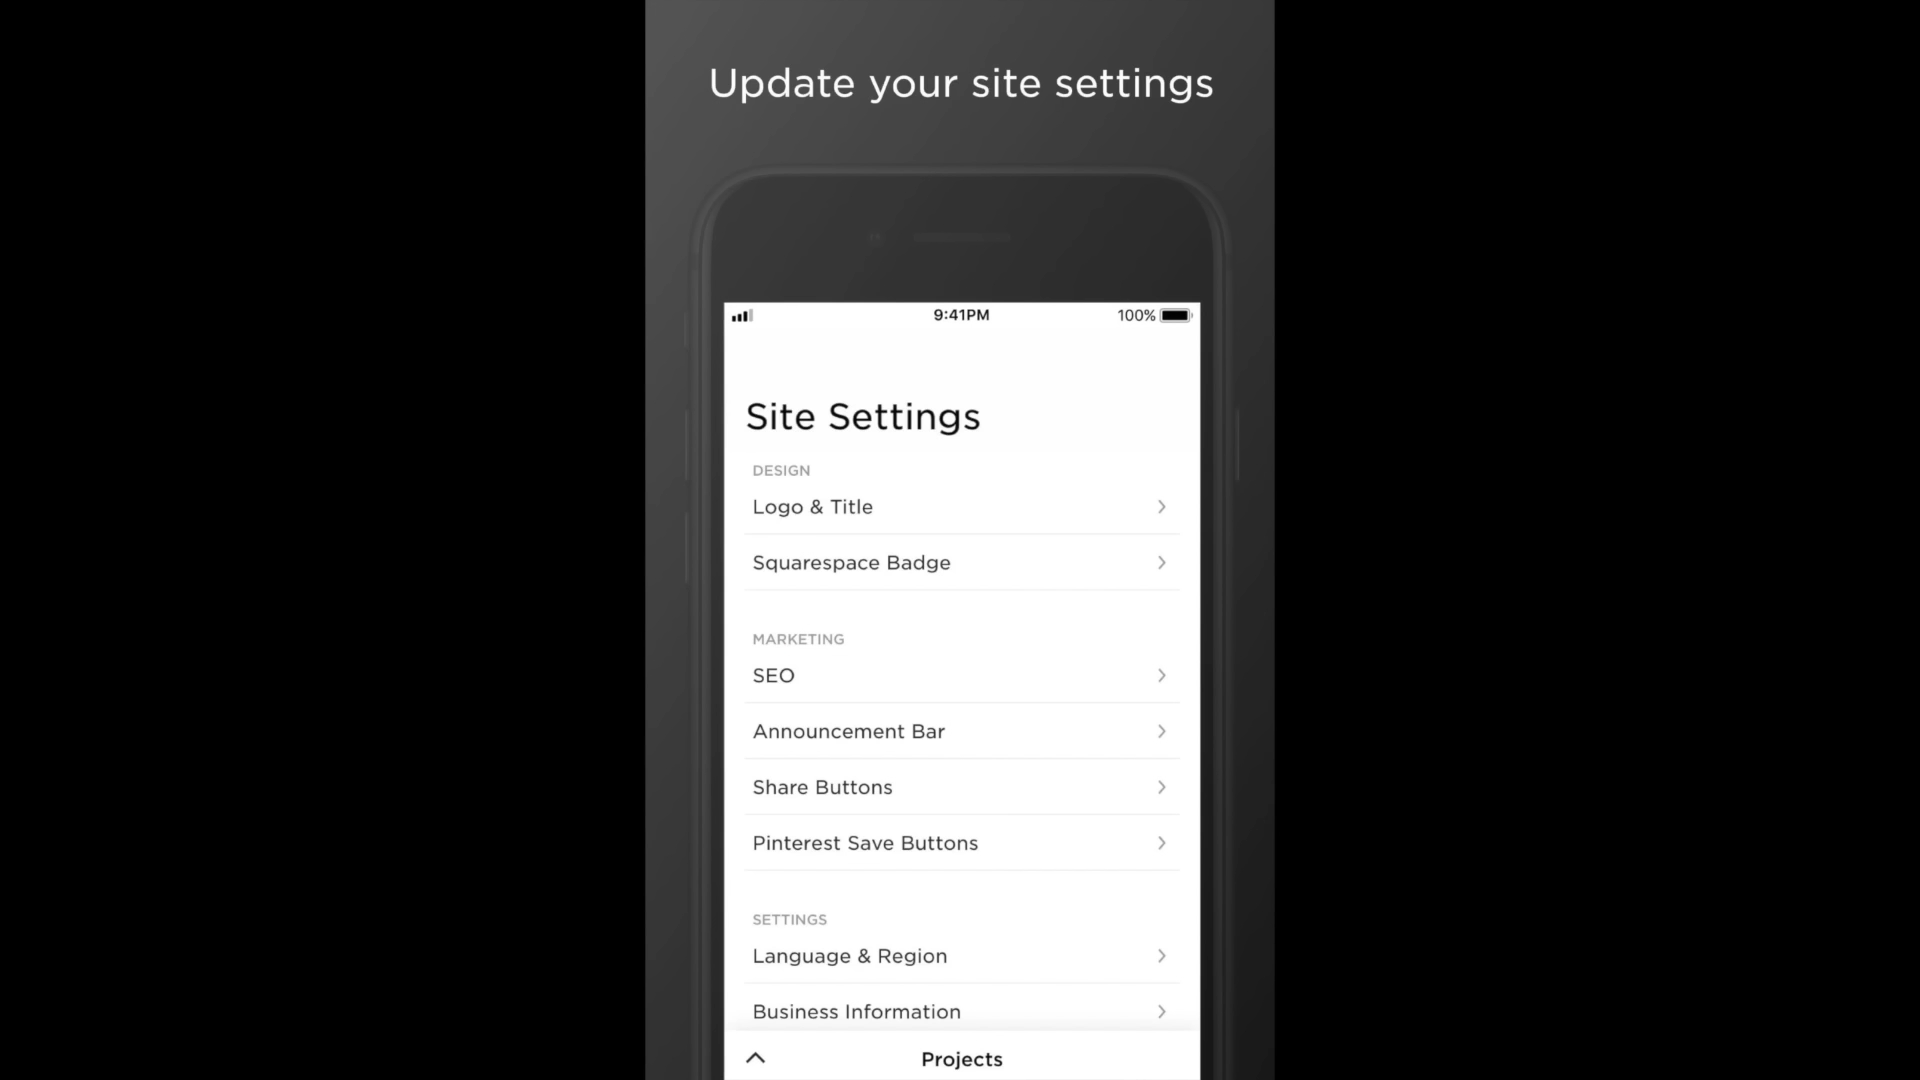 Update your site settings
9:41PM
100%
Site Settings
DESIGN
Logo & Title
Squarespace Badge
MARKETING
SEO
Announcement Bar
Share Buttons
Pinterest Save Buttons
SETTINGS
Language & Region
Business Information
Projects